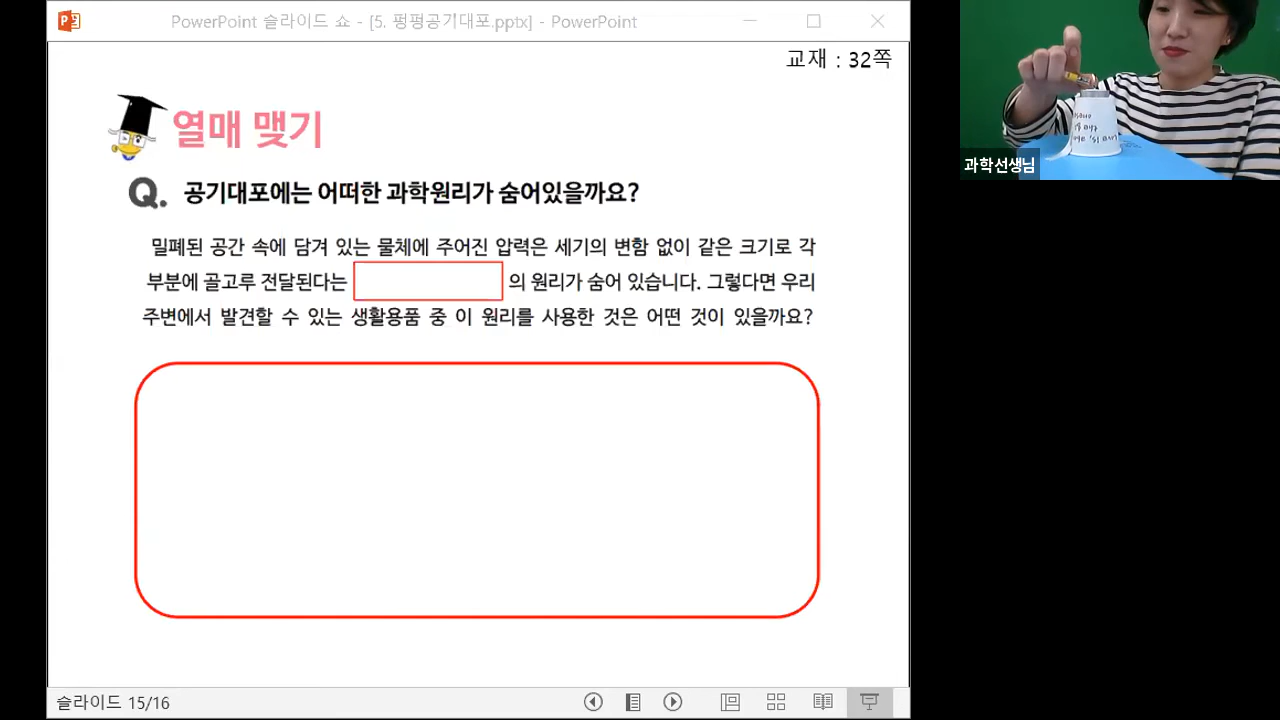 PowerPoint 슬라이드 쇼 - [5. 펑펑공기대포.pptx] - PowerPoint
교재 : 32쪽
열매 맺기
Q. 공기대포에는 어떠한 과학원리가 숨어있을까요?
밀폐된 공간 속에 담겨 있는 물체에 주어진 압력은 세기의 변함 없이 같은 크기로 각
부분에 골고루 전달된다는 의 원리가 숨어 있습니다. 그렇다면 우리
주변에서 발견할 수 있는 생활용품 중 이 원리를 사용한 것은 어떤 것이 있을까요?
슬라이드 15/16
과학선생님